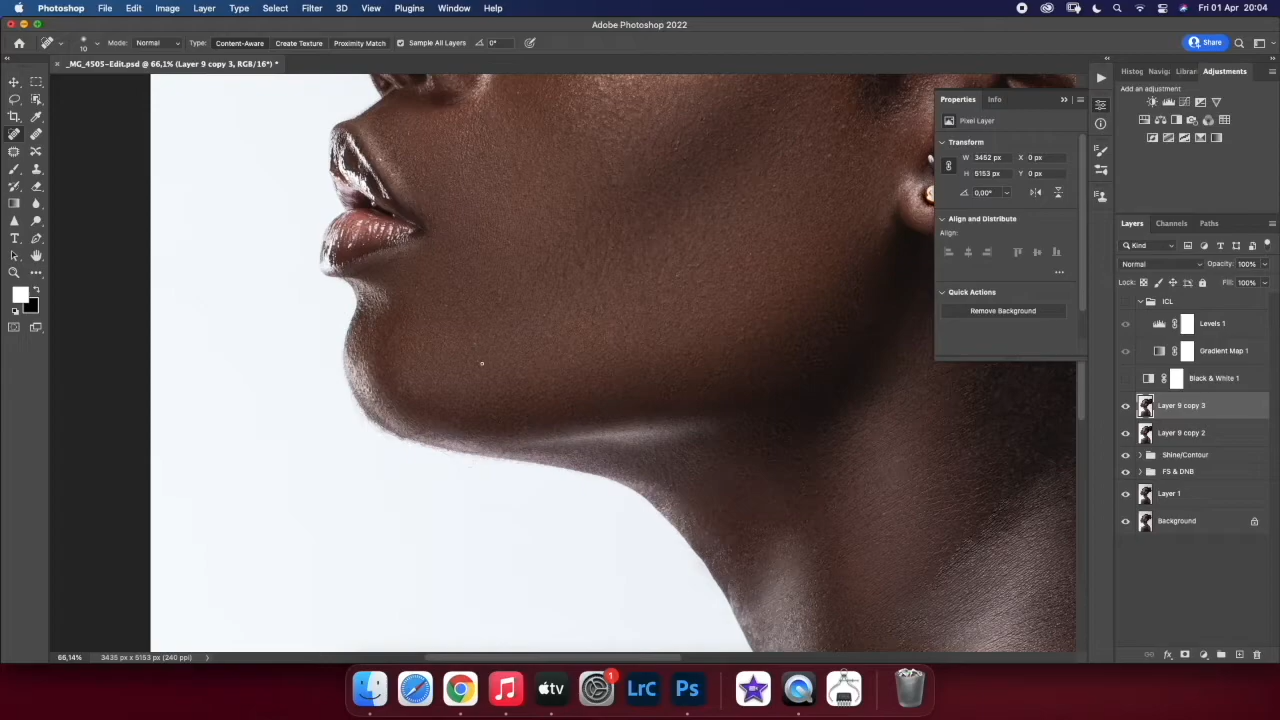 Photoshop File Edit Image Layer Type Select Filter 3D View Plugins Window Help Fri 01 Apr 20:04
Adobe Photoshop 2022
10 Mode: Normal Type: Content-Aware Create Texture Proximity Match Sample All Layers 0° Share
_MG_4505-Edit.psd @ 66,1% (Layer 9 copy 3, RGB/16*) *
Histog Navig Librar Adjustments
Add an adjustment
Properties Info
Pixel Layer
Transform
W 3452 px X 0 px
H 5153 px Y 0 px
0,00°
Align and Distribute
Align:
Quick Actions
Remove Background
Layers Channels Paths
Kind
Normal Opacity: 100%
Lock: Fill: 100%
ICL
Levels 1
Gradient Map 1
Black & White 1
Layer 9 copy 3
Layer 9 copy 2
Shine/Contour
FS & DNB
Layer 1
Background
66,14% 3435 px x 5153 px (240 ppi)
tv
1
LrC
Ps